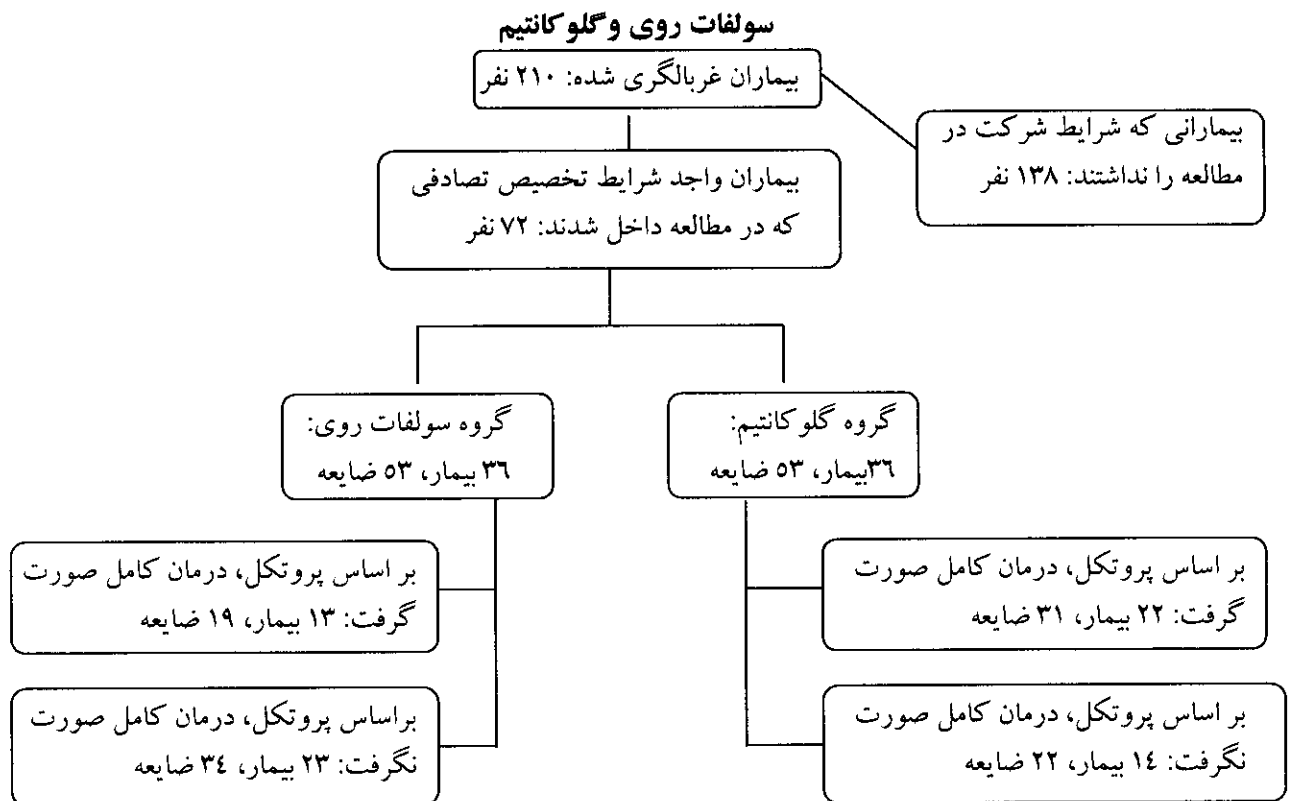 سولفات روی و گلوکانتیم
بیماران غربالگری شده: ۲۱۰ نفر
بیمارانی که شرایط شرکت در
مطالعه را نداشتند: ۱۳۸ نفر
بیماران واجد شرایط تخصیص تصادفی
که در مطالعه داخل شدند: ۷۲ نفر
گروه گلوکانتیم:
۳٦بیمار، ۵۳ ضایعه
گروه سولفات روی:
۳٦ بیمار، ۵۳ ضایعه
بر اساس پروتکل، درمان کامل صورت
گرفت: ۲۲ بیمار، ۳۱ ضایعه
بر اساس پروتکل، درمان کامل صورت
گرفت: ۱۳ بیمار، ۱۹ ضایعه
بر اساس پروتکل، درمان کامل صورت
نگرفت: ۱٤ بیمار، ۲۲ ضایعه
براساس پروتکل، درمان کامل صورت
نگرفت: ۲۳ بیمار، ۳٤ ضایعه